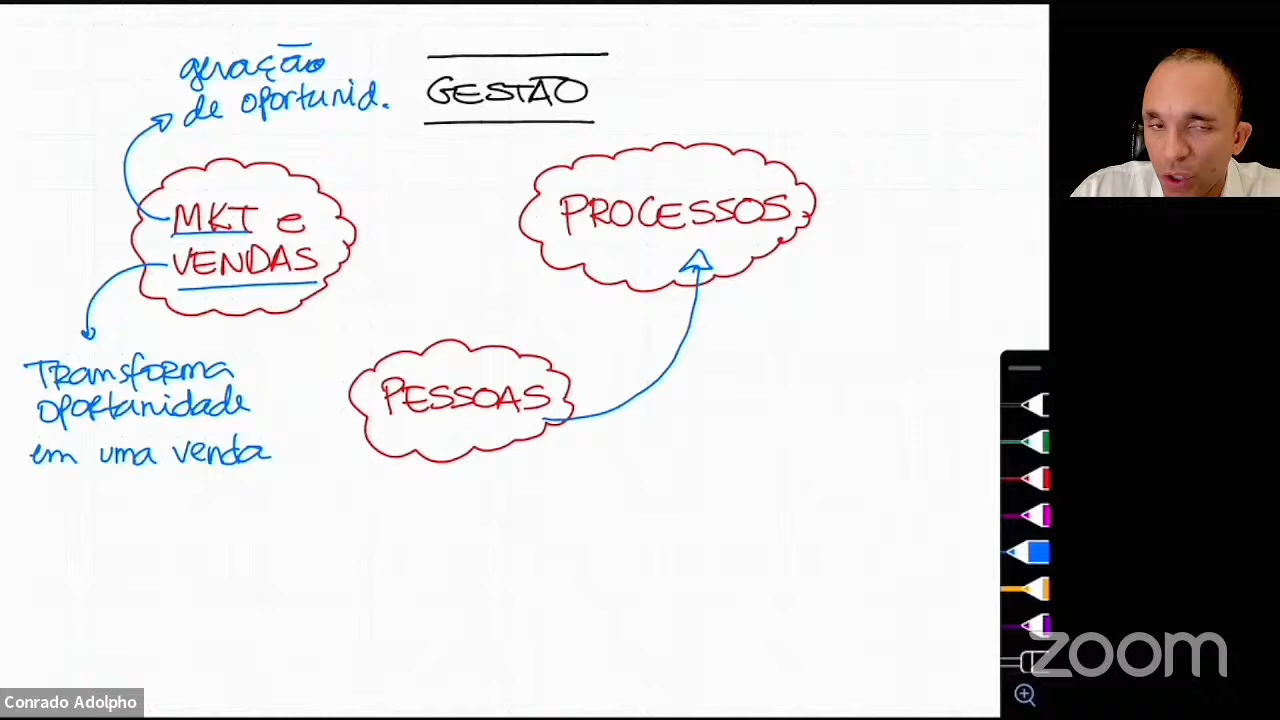 geração
de oportunid.
GESTÃO
MKT e
VENDAS
PROCESSOS
PESSOAS
Transforma
oportunidade
em uma venda
zoom
Conrado Adolpho